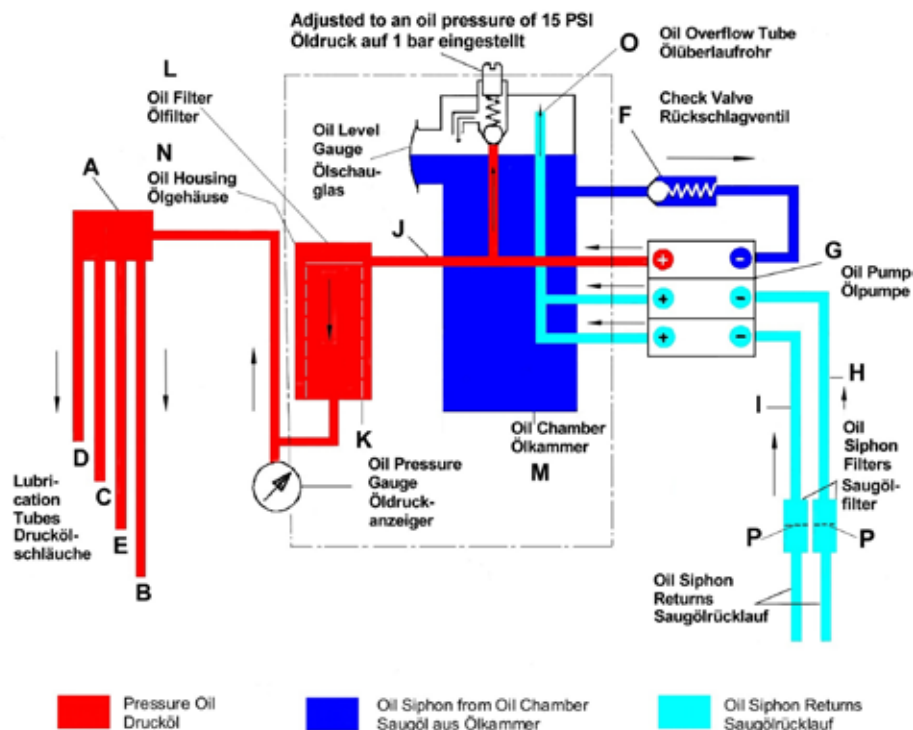 Adjusted to an oil pressure of 15 PSI
Öldruck auf 1 bar eingestellt
O
Oil Overflow Tube
Ölüberlaufrohr
L
Oil Filter
Ölfilter
F
Check Valve
Rückschlagventil
Oil Level
Gauge
Ölschau-
glas
A
N
Oil Housing
Ölgehäuse
J
G
Oil Pump
Ölpumpe
+
-
+
-
+
-
H
I
K
Oil Chamber
Ölkammer
M
Oil
Siphon
Filters
Saugöl-
filter
D
C
E
B
Lubri-
cation
Tubes
Drucköl-
schläuche
Oil Pressure
Gauge
Öldruck-
anzeiger
P
P
Oil Siphon
Returns
Saugölrücklauf
Pressure Oil
Drucköl
Oil Siphon from Oil Chamber
Saugöl aus Ölkammer
Oil Siphon Returns
Saugölrücklauf